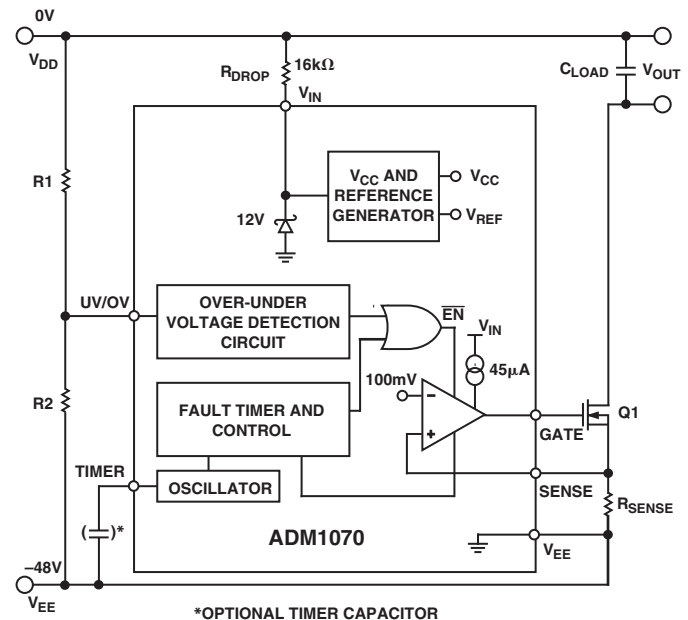 0V
VDD
RDROP
16kΩ
VIN
CLOAD
VOUT
R1
VCC AND
REFERENCE
GENERATOR
VCC
VREF
12V
UV/OV
OVER-UNDER
VOLTAGE DETECTION
CIRCUIT
EN
VIN
45µA
100mV
–
+
Q1
GATE
R2
FAULT TIMER AND
CONTROL
TIMER
OSCILLATOR
SENSE
RSENSE
( )*
ADM1070
VEE
–48V
VEE
*OPTIONAL TIMER CAPACITOR